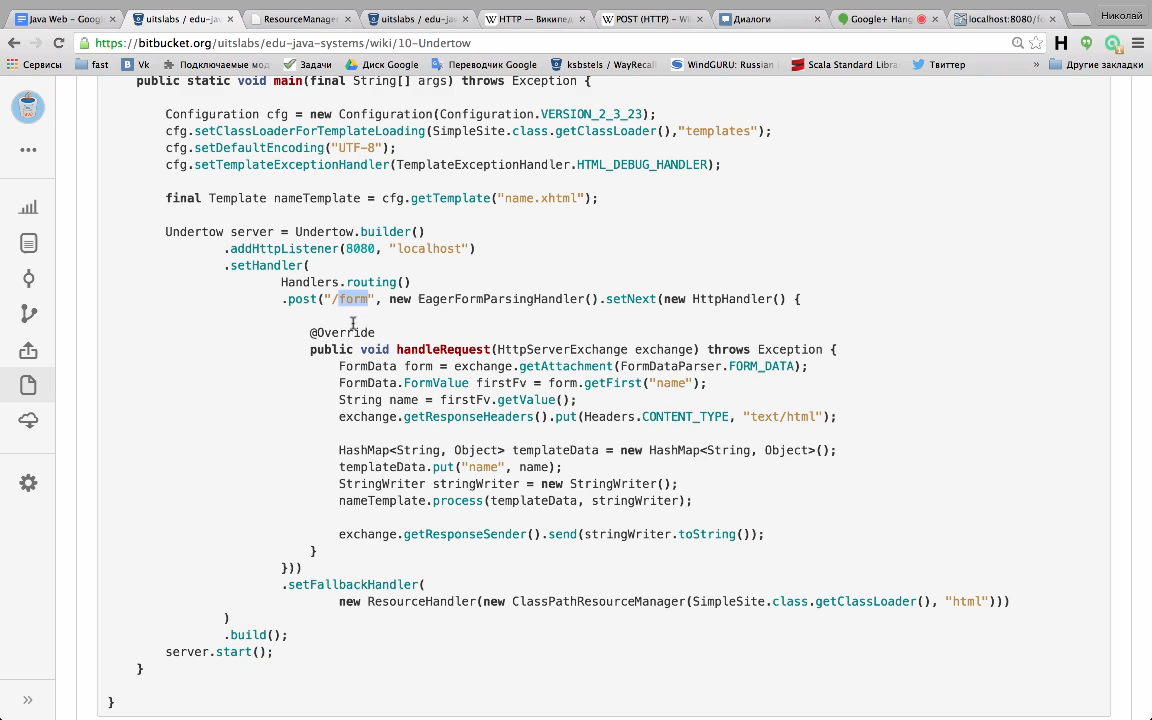 Java Web - Goog
uitslabs / edu-ja
ResourceManage
uitslabs / edu-j
HTTP — Википед
POST (HTTP) – Wi
Диалоги
Google+ Hang
localhost:8080/fo
Николай
https://bitbucket.org/uitslabs/edu-java-systems/wiki/10-Undertow
Сервисы
fast
Vk
Подключаемые мод
Задачи
Диск Google
Переводчик Google
ksbstels / WayRecal
WindGURU: Russian
Scala Standard Libra
Твиттер
»
Другие закладки
public static void main(final String[] args) throws Exception {
Configuration cfg = new Configuration(Configuration.VERSION_2_3_23);
cfg.setClassLoaderForTemplateLoading(SimpleSite.class.getClassLoader(),"templates");
cfg.setDefaultEncoding("UTF-8");
cfg.setTemplateExceptionHandler(TemplateExceptionHandler.HTML_DEBUG_HANDLER);
final Template nameTemplate = cfg.getTemplate("name.xhtml");
Undertow server = Undertow.builder()
.addHttpListener(8080, "localhost")
.setHandler(
Handlers.routing()
.post("/form", new EagerFormParsingHandler().setNext(new HttpHandler() {
@Override
public void handleRequest(HttpServerExchange exchange) throws Exception {
FormData form = exchange.getAttachment(FormDataParser.FORM_DATA);
FormData.FormValue firstFv = form.getFirst("name");
String name = firstFv.getValue();
exchange.getResponseHeaders().put(Headers.CONTENT_TYPE, "text/html");
HashMap<String, Object> templateData = new HashMap<String, Object>();
templateData.put("name", name);
StringWriter stringWriter = new StringWriter();
nameTemplate.process(templateData, stringWriter);
exchange.getResponseSender().send(stringWriter.toString());
}
}))
.setFallbackHandler(
new ResourceHandler(new ClassPathResourceManager(SimpleSite.class.getClassLoader(), "html")))
)
.build();
server.start();
}
}